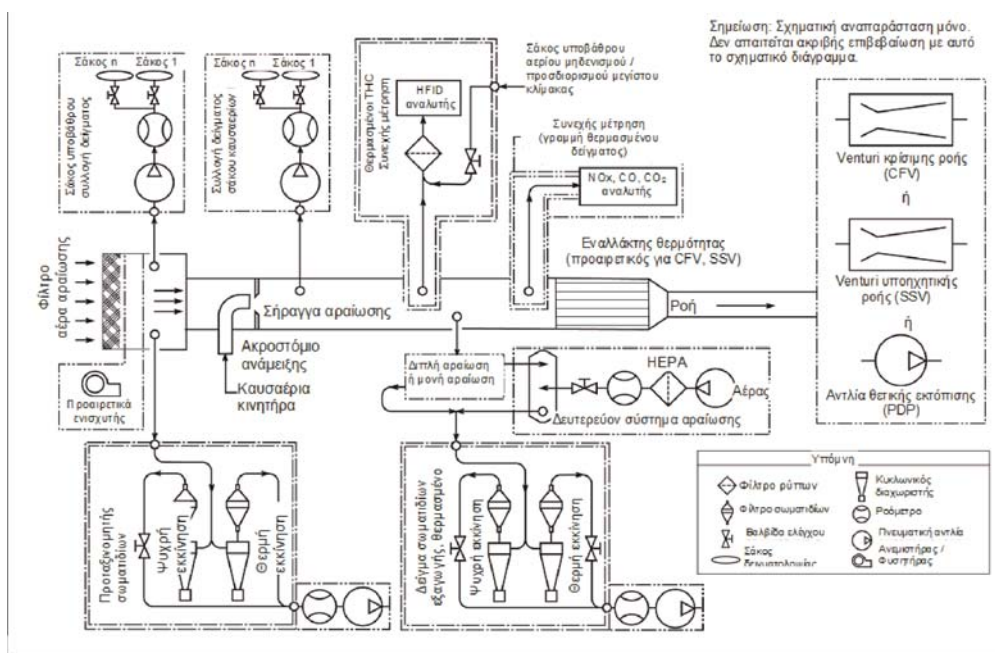 Σημείωση: Σχηματική αναπαράσταση μόνο.
Δεν απαιτείται ακριβής επιβεβαίωση με αυτό
το σχηματικό διάγραμμα.
Σάκος n
Σάκος 1
Σάκος υποβάθρου
συλλογή δείγματος
Σάκος n
Σάκος 1
Συλλογή δείγματος
σάκου καυσαερίων
Θερμασμένοι THC
Συνεχής μέτρηση
HFID
αναλυτής
Σάκος υποβάθρου
αερίου μηδενισμού /
προσδιορισμού μεγίστου
κλίμακας
Συνεχής μέτρηση
(γραμμή θερμασμένου
δείγματος)
NOx, CO, CO₂
αναλυτής
Venturi κρίσιμης ροής
(CFV)
ή
Venturi υποηχητικής
ροής (SSV)
ή
Αντλία θετικής εκτόπισης
(PDP)
Φίλτρο
αέρα αραίωσης
Εναλλάκτης θερμότητας
(προαιρετικός για CFV, SSV)
Σήραγγα αραίωσης
Ροή
Ακροστόμιο
ανάμειξης
Καυσαέρια
κινητήρα
Προαιρετικά
ενισχυτής
Διπλή αραίωση
ή μονή αραίωση
HEPA
Αέρας
Δευτερεύον σύστημα αραίωσης
Προταξινομητής
σωματιδίων
Ψυχρή
εκκίνηση
Θερμή
εκκίνηση
Δείγμα σωματιδίων
εξαγωγής, θερμασμένο
Ψυχρή εκκίνηση
Θερμή εκκίνηση
Υπόμνη
Φίλτρο ρύπων
Φίλτρο σωματιδίων
Βαλβίδα ελέγχου
Σάκος
δειγματοληψίας
Κυκλωνικός
διαχωριστής
Ροόμετρο
Πνευματική αντλία
Ανεμιστήρας /
Φυσητήρας